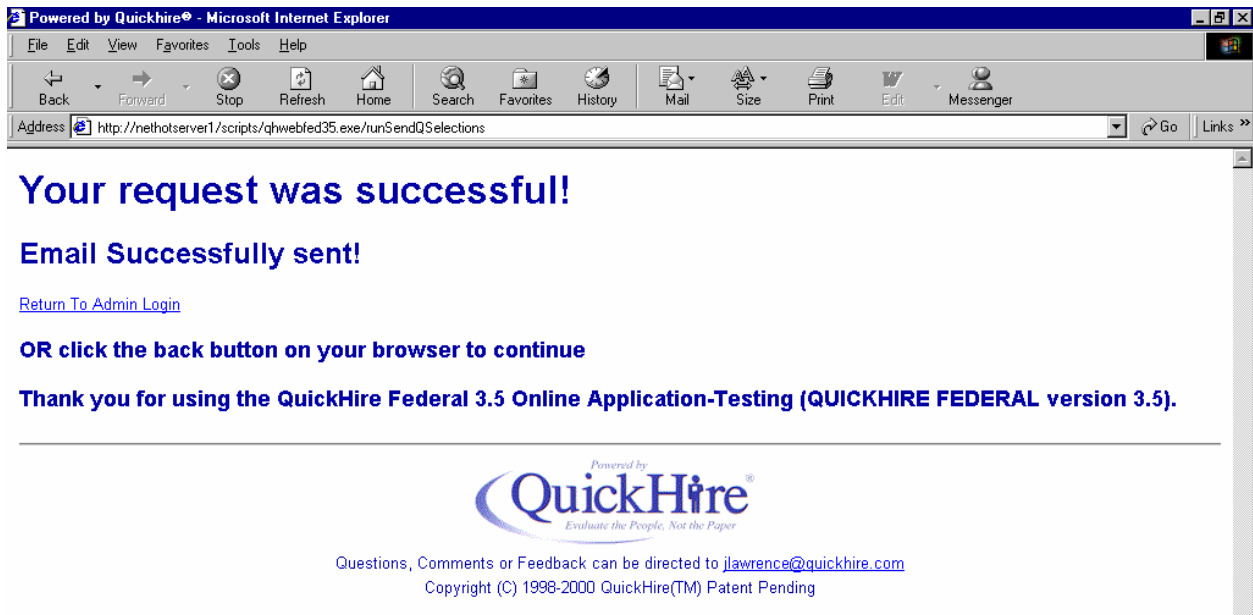 Powered by Quickhire® - Microsoft Internet Explorer
File Edit View Favorites Tools Help
Back Forward Stop Refresh Home Search Favorites History Mail Size Print Edit Messenger
Address http://nethotserver1/scripts/qhwebfed35.exe/runSendQSelections Go Links »
Your request was successful!
Email Successfully sent!
Return To Admin Login
OR click the back button on your browser to continue
Thank you for using the QuickHire Federal 3.5 Online Application-Testing (QUICKHIRE FEDERAL version 3.5).
Powered by
QuickHire®
Evaluate the People, Not the Paper
Questions, Comments or Feedback can be directed to jlawrence@quickhire.com
Copyright (C) 1998-2000 QuickHire(TM) Patent Pending